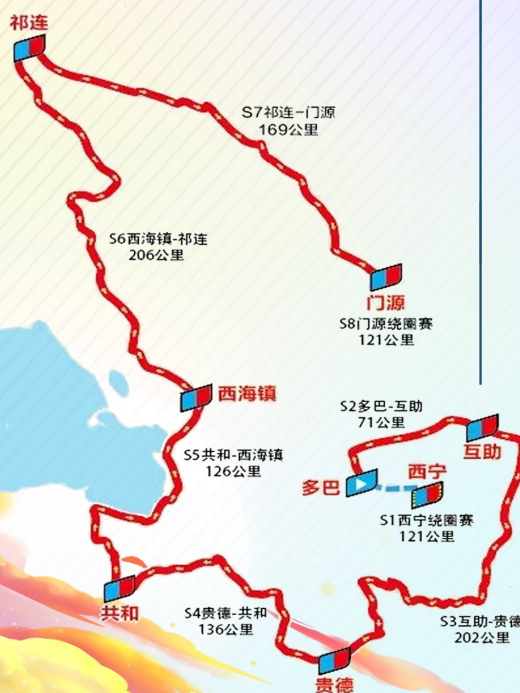 祁连
S7祁连-门源
169公里
S6西海镇-祁连
206公里
门源
S8门源绕圈赛
121公里
西海镇
S2多巴-互助
71公里
互助
S5共和-西海镇
126公里
西宁
多巴
S1西宁绕圈赛
121公里
共和
S4贵德-共和
136公里
S3互助-贵德
202公里
贵德